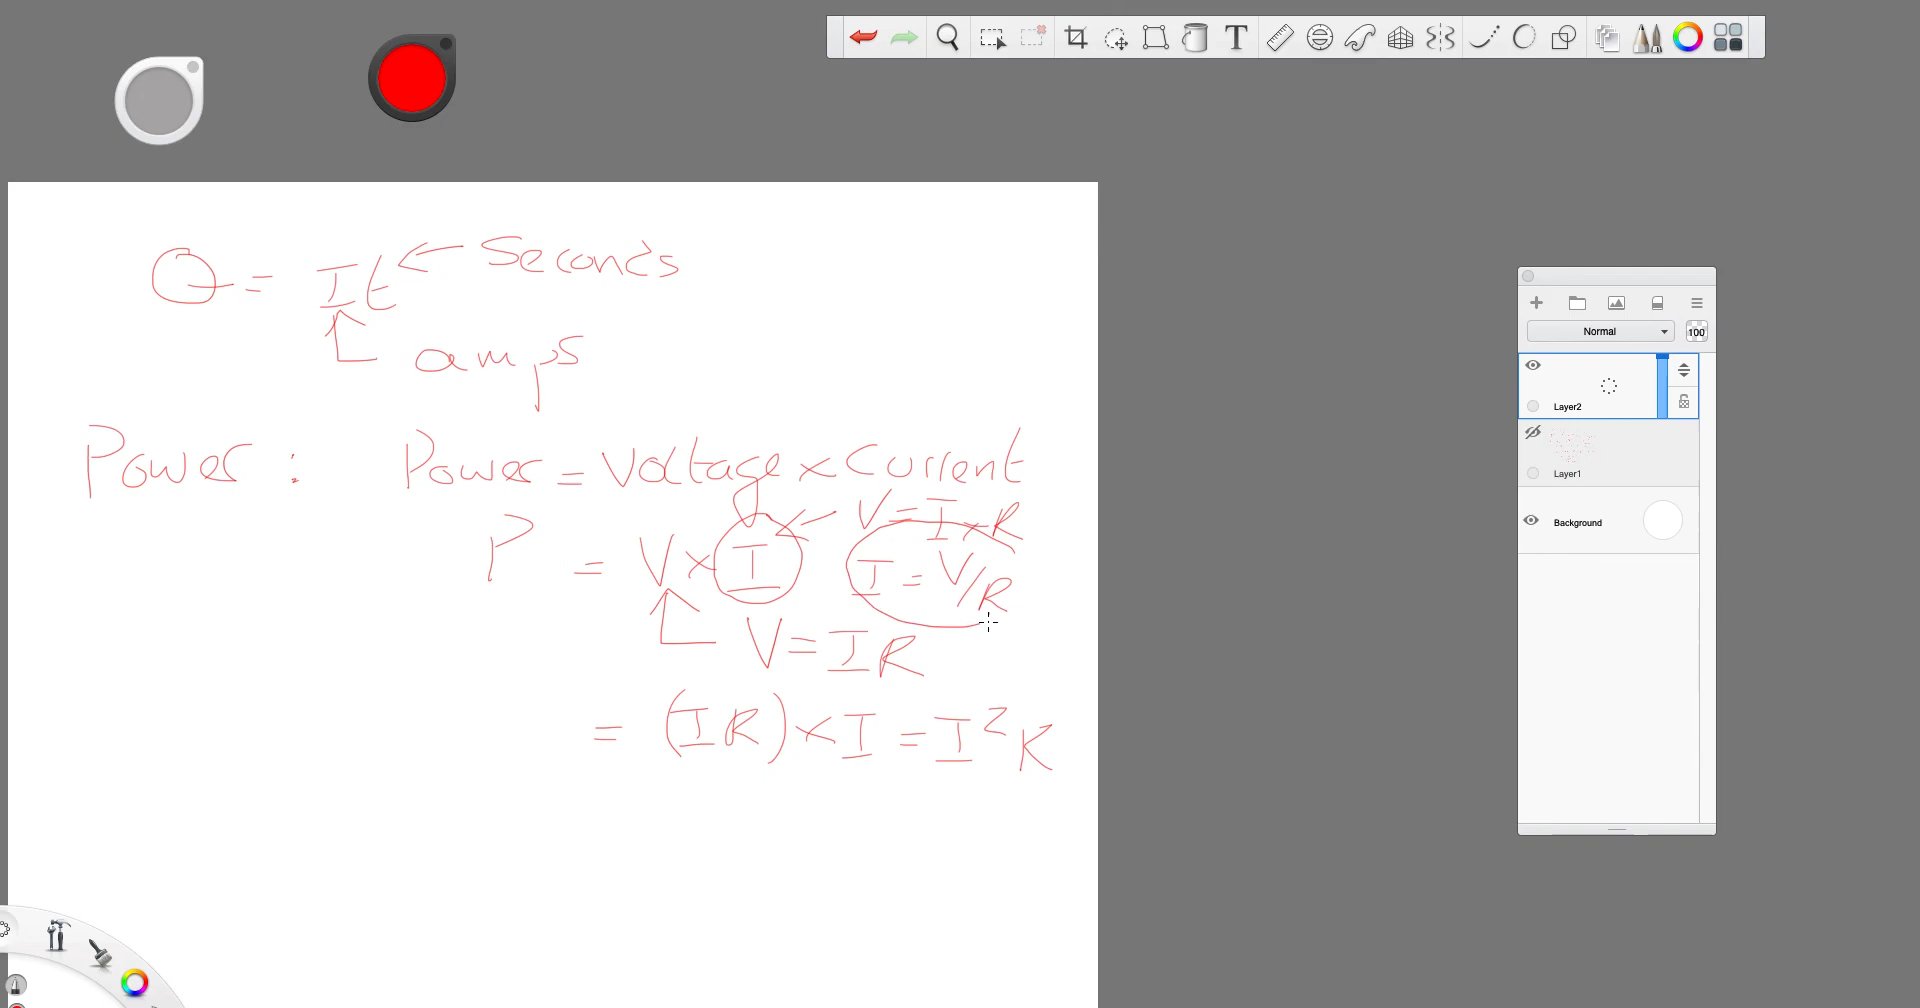 Q = It ← Seconds
amps
Power : Power = Voltage × Current
V = I × R
P = V × I
I = V/R
V = IR
= (IR) × I = I²R
T
Normal
100
Layer2
Layer1
Background